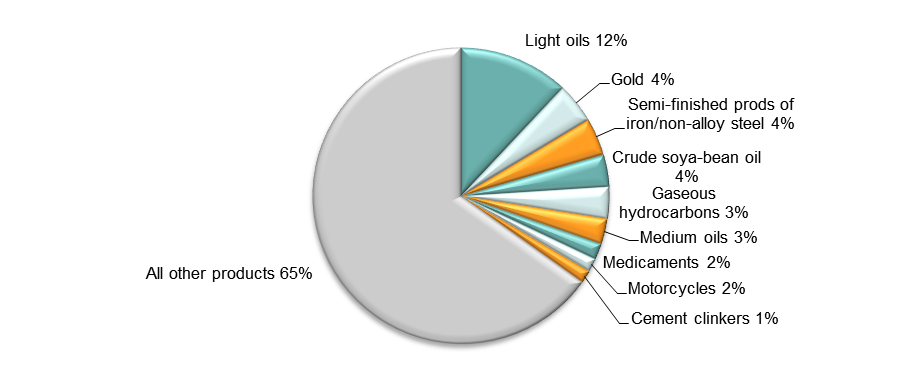 Light oils 12%
Gold 4%
Semi-finished prods of
iron/non-alloy steel 4%
Crude soya-bean oil
4%
Gaseous
hydrocarbons 3%
Medium oils 3%
Medicaments 2%
Motorcycles 2%
Cement clinkers 1%
All other products 65%